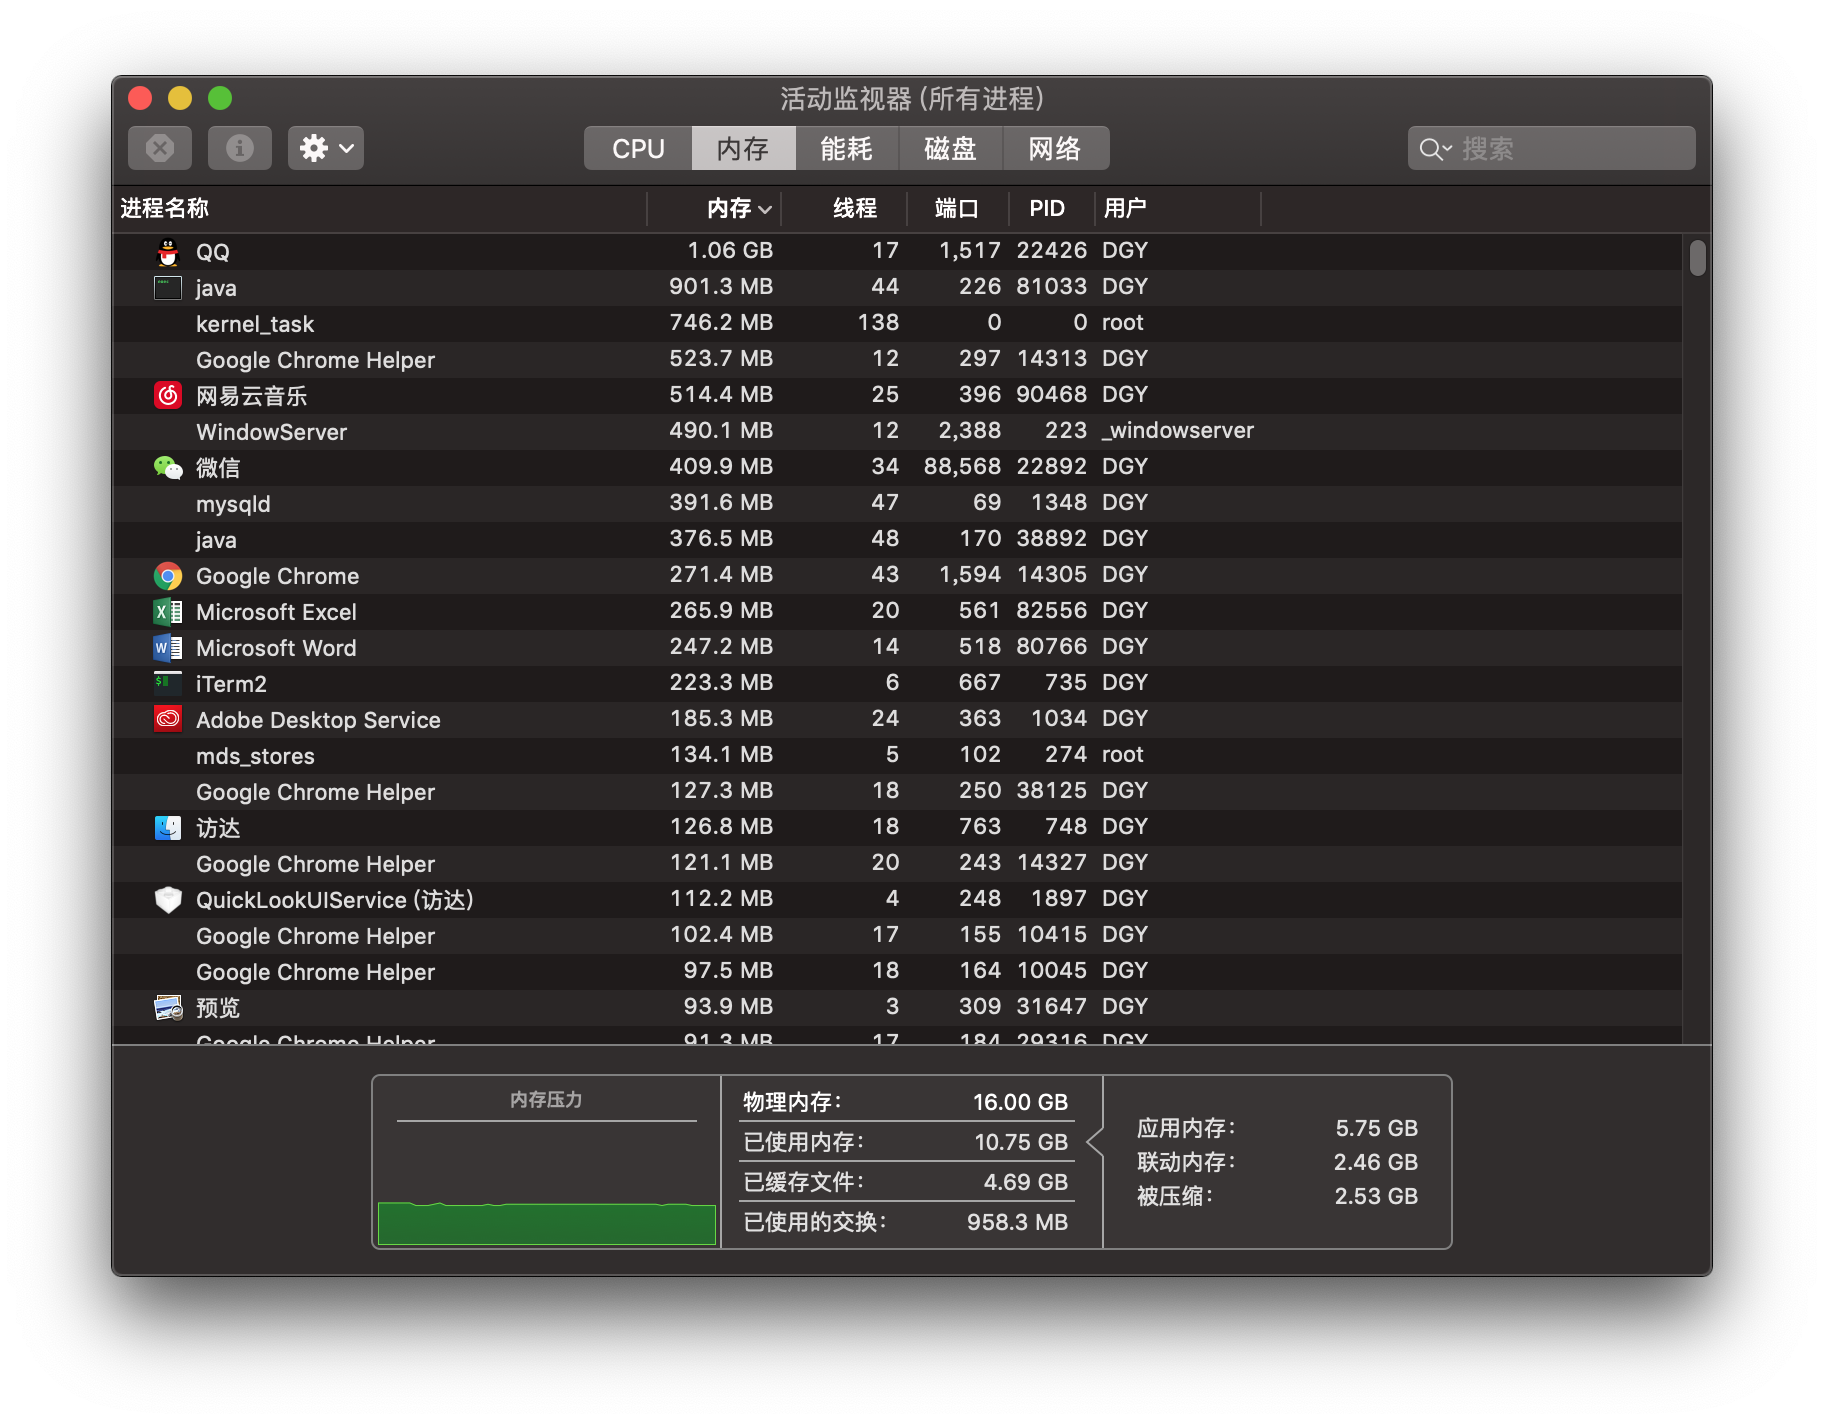 活动监视器 (所有进程)
CPU 内存 能耗 磁盘 网络 搜索
进程名称 内存 线程 端口 PID 用户
QQ 1.06 GB 17 1,517 22426 DGY
java 901.3 MB 44 226 81033 DGY
kernel_task 746.2 MB 138 0 0 root
Google Chrome Helper 523.7 MB 12 297 14313 DGY
网易云音乐 514.4 MB 25 396 90468 DGY
WindowServer 490.1 MB 12 2,388 223 _windowserver
微信 409.9 MB 34 88,568 22892 DGY
mysqld 391.6 MB 47 69 1348 DGY
java 376.5 MB 48 170 38892 DGY
Google Chrome 271.4 MB 43 1,594 14305 DGY
Microsoft Excel 265.9 MB 20 561 82556 DGY
Microsoft Word 247.2 MB 14 518 80766 DGY
iTerm2 223.3 MB 6 667 735 DGY
Adobe Desktop Service 185.3 MB 24 363 1034 DGY
mds_stores 134.1 MB 5 102 274 root
Google Chrome Helper 127.3 MB 18 250 38125 DGY
访达 126.8 MB 18 763 748 DGY
Google Chrome Helper 121.1 MB 20 243 14327 DGY
QuickLookUIService (访达) 112.2 MB 4 248 1897 DGY
Google Chrome Helper 102.4 MB 17 155 10415 DGY
Google Chrome Helper 97.5 MB 18 164 10045 DGY
预览 93.9 MB 3 309 31647 DGY
Google Chrome Helper 91.3 MB 17 184 29316 DGY
内存压力
物理内存： 16.00 GB
已使用内存： 10.75 GB
已缓存文件： 4.69 GB
已使用的交换： 958.3 MB
应用内存： 5.75 GB
联动内存： 2.46 GB
被压缩： 2.53 GB